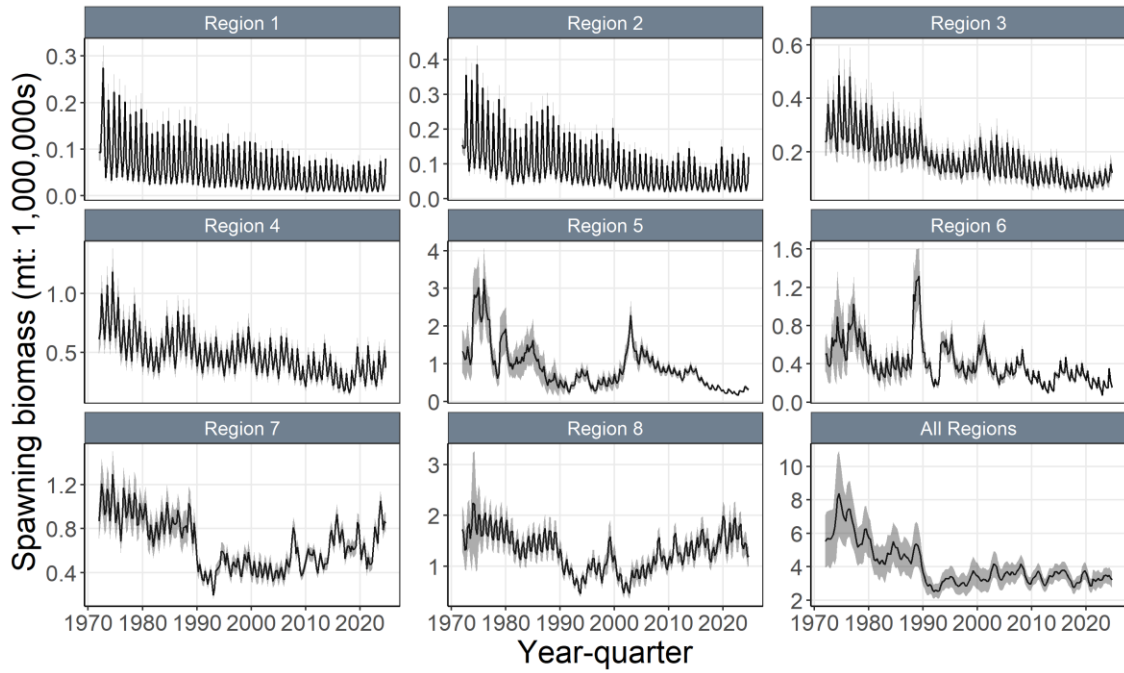 Spawning biomass (mt: 1,000,000s)
Region 1
Region 2
Region 3
0.3
0.2
0.1
0.0
0.4
0.3
0.2
0.1
0.0
0.6
0.4
0.2
Region 4
Region 5
Region 6
1.0
0.5
4
3
2
1
0
1.6
1.2
0.8
0.4
0.0
Region 7
Region 8
All Regions
1.2
0.8
0.4
3
2
1
10
8
6
4
2
1970 1980 1990 2000 2010 2020
1970 1980 1990 2000 2010 2020
1970 1980 1990 2000 2010 2020
Year-quarter